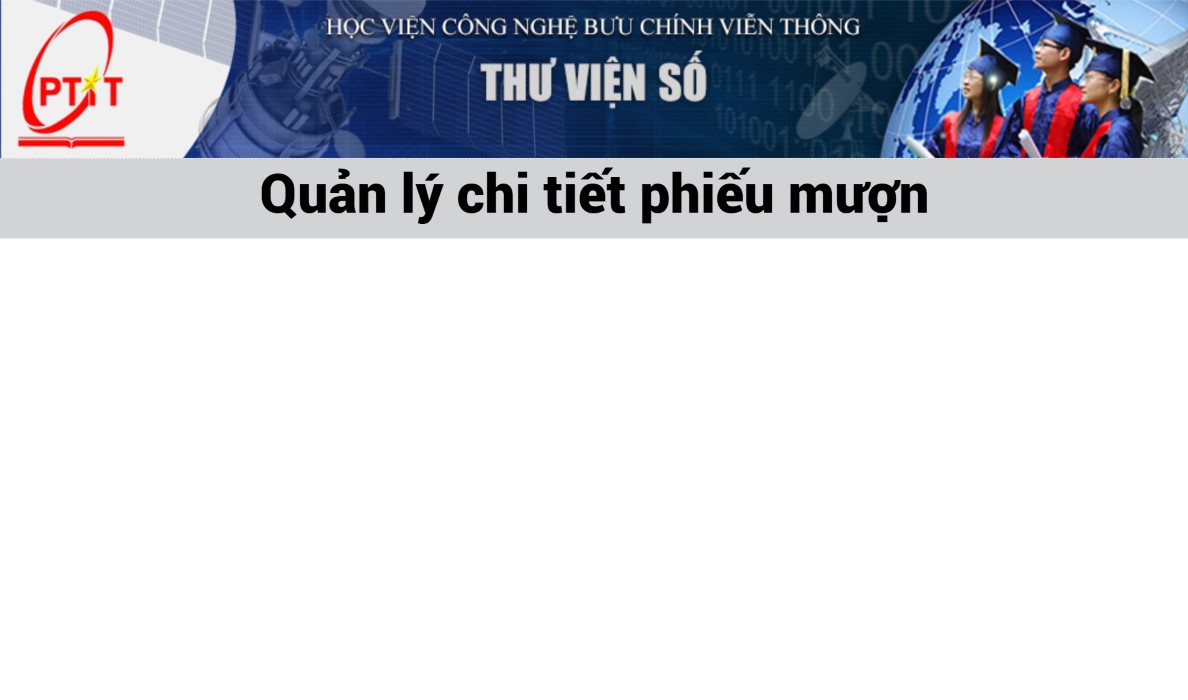 HỌC VIỆN CÔNG NGHỆ BƯU CHÍNH VIỄN THÔNG
THƯ VIỆN SỐ
PTIT
Quản lý chi tiết phiếu mượn